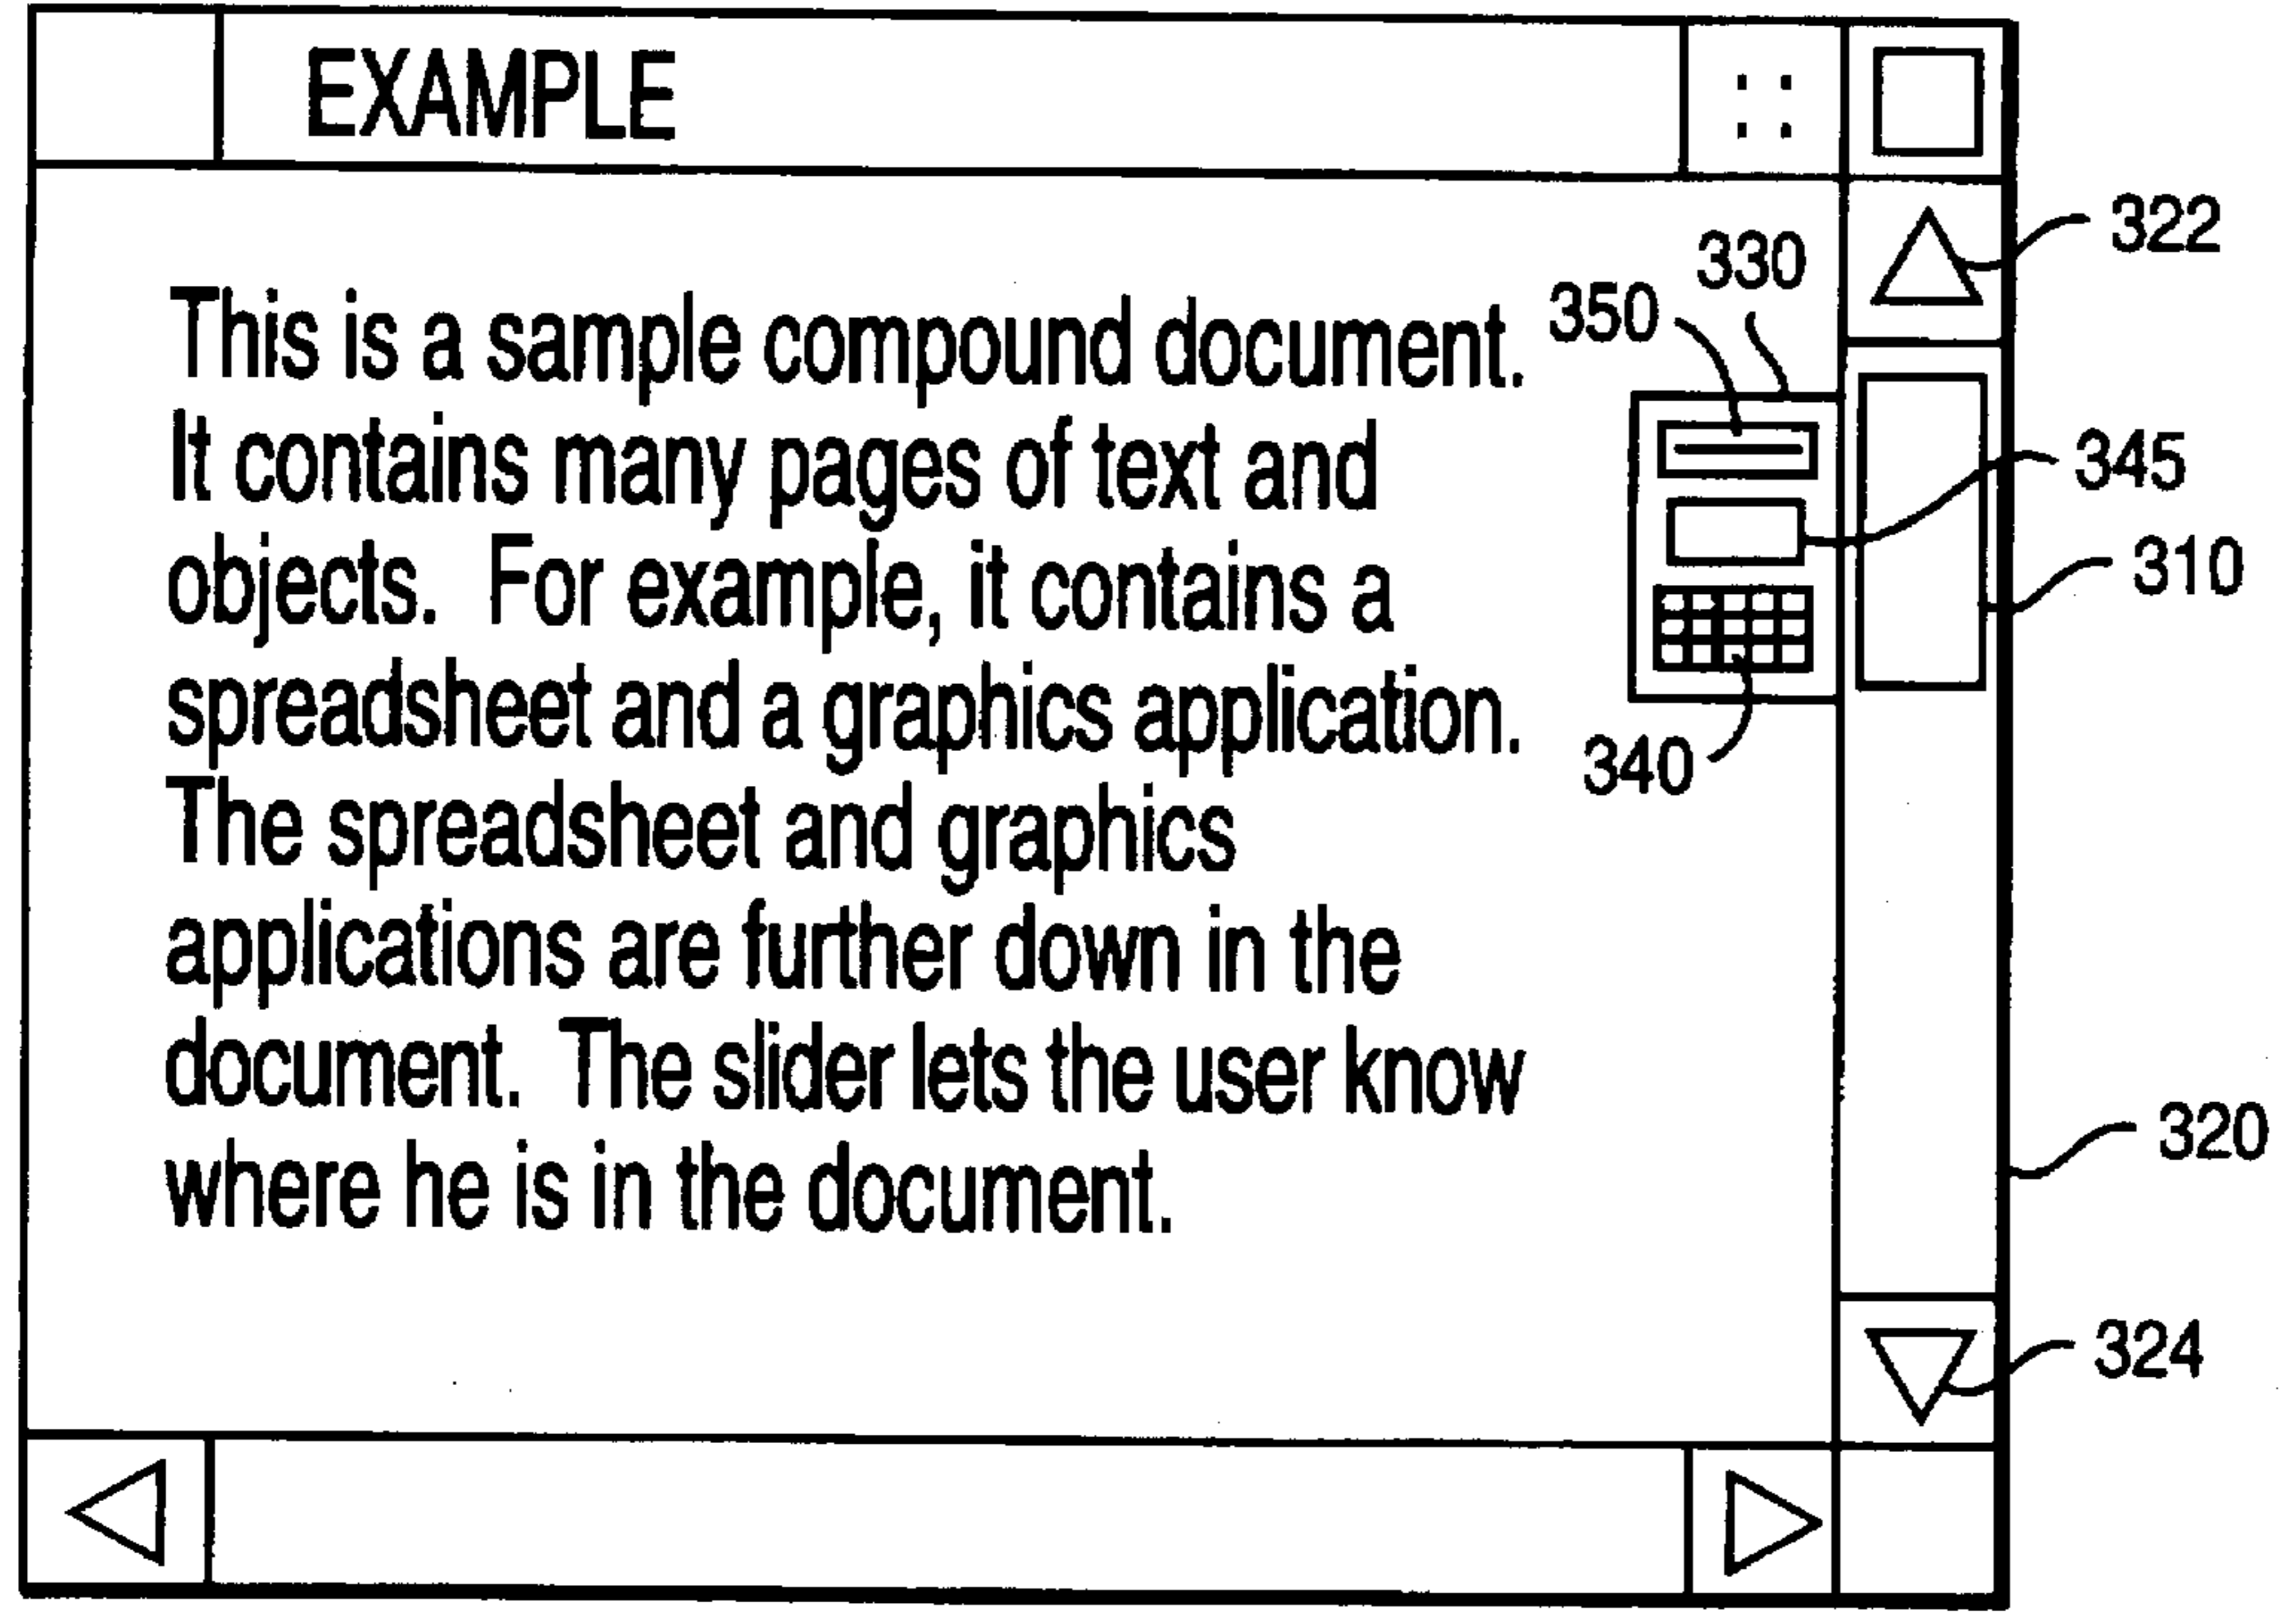 EXAMPLE
322
330
350
This is a sample compound document.
It contains many pages of text and
345
objects.  For example, it contains a
310
spreadsheet and a graphics application.
340
The spreadsheet and graphics
applications are further down in the
document.  The slider lets the user know
320
where he is in the document.
324